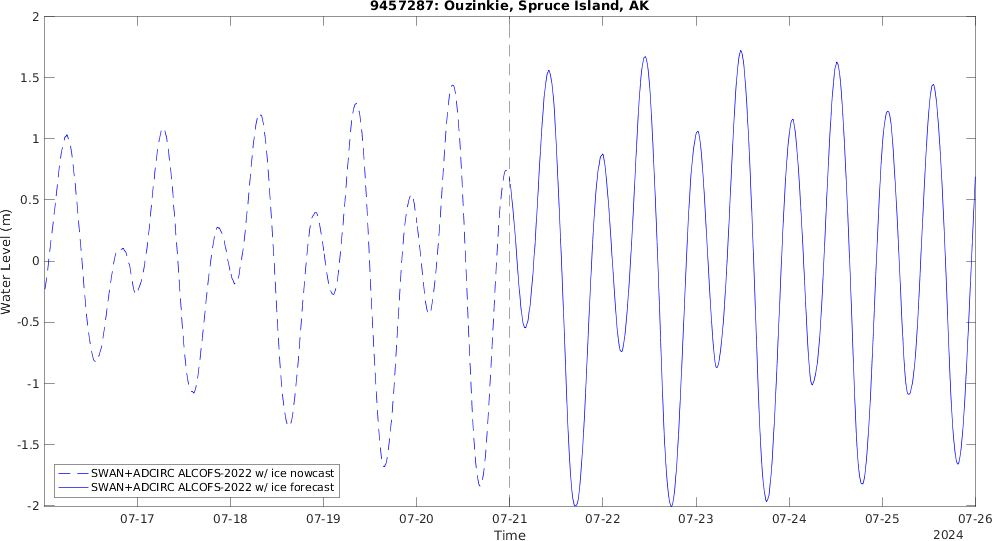 9457287: Ouzinkie, Spruce Island, AK
2
1.5
1
0.5
0
-0.5
-1
-1.5
-2
Water Level (m)
SWAN+ADCIRC ALCOFS-2022 w/ ice nowcast
SWAN+ADCIRC ALCOFS-2022 w/ ice forecast
07-17 07-18 07-19 07-20 07-21 07-22 07-23 07-24 07-25 07-26
Time
2024